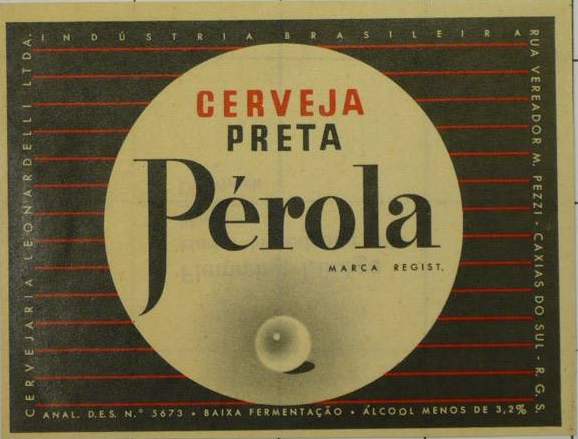 INDÚSTRIA BRASILEIRA
CERVEJARIA LEONARDELLI LTDA.
RUA VEREADOR M. PEZZI - CAXIAS DO SUL - R. G. S.
CERVEJA
PRETA
Pérola
MARCA REGIST.
ANAL. D.E.S. N.º 5673 • BAIXA FERMENTAÇÃO • ÁLCOOL MENOS DE 3,2%